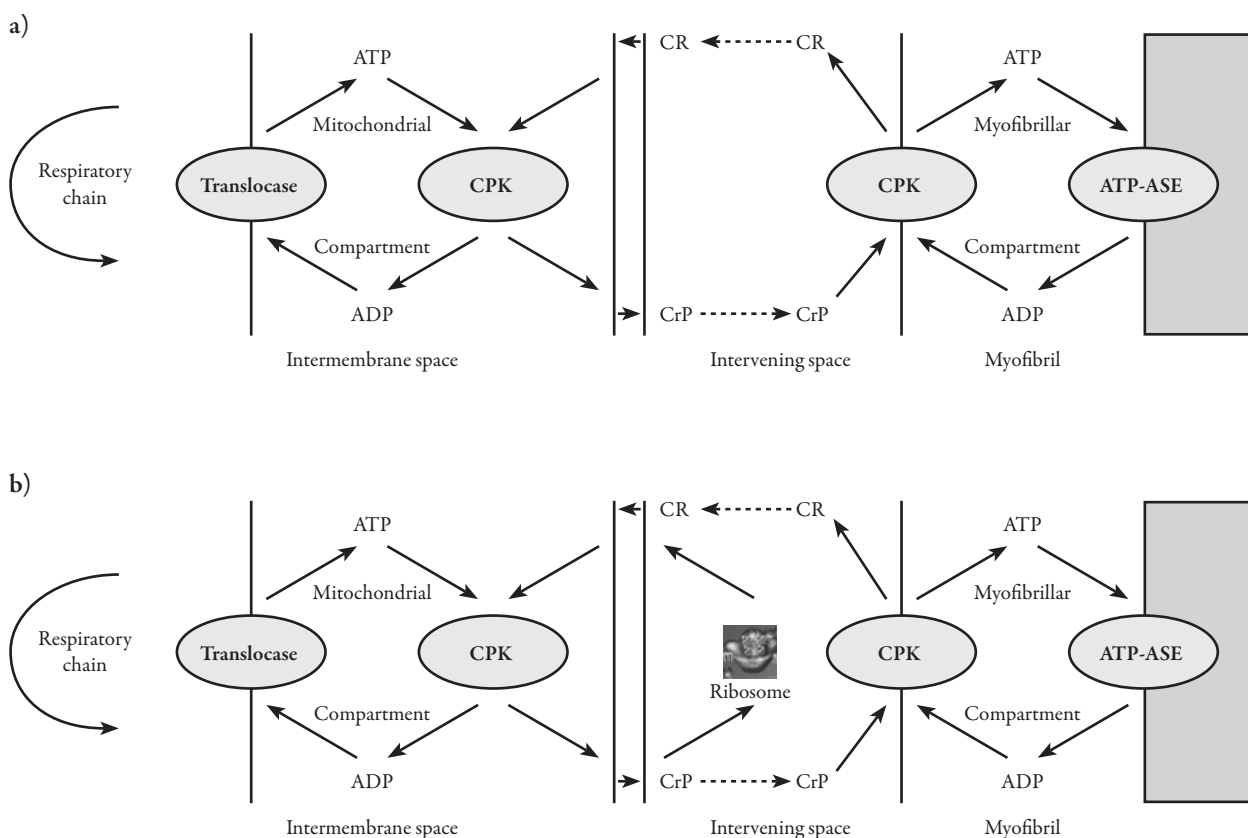 a)
CR CR
ATP ATP
Mitochondrial Myofibrillar
Respiratory
chain
Translocase CPK CPK ATP-ASE
Compartment Compartment
ADP CrP CrP ADP
Intermembrane space Intervening space Myofibril
b)
CR CR
ATP ATP
Mitochondrial Myofibrillar
Respiratory
chain
Translocase CPK CPK ATP-ASE
Ribosome
Compartment Compartment
ADP CrP CrP ADP
Intermembrane space Intervening space Myofibril